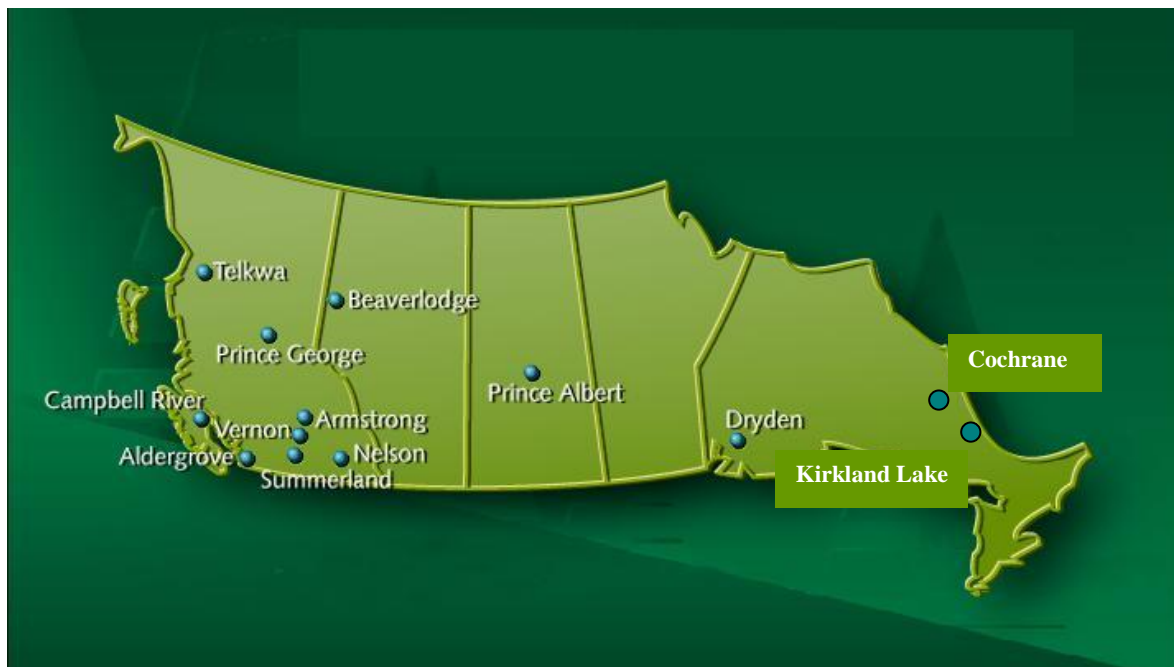 Telkwa
Beaverlodge
Prince George
Cochrane
Prince Albert
Campbell River
Armstrong
Vernon
Dryden
Aldergrove
Nelson
Summerland
Kirkland Lake